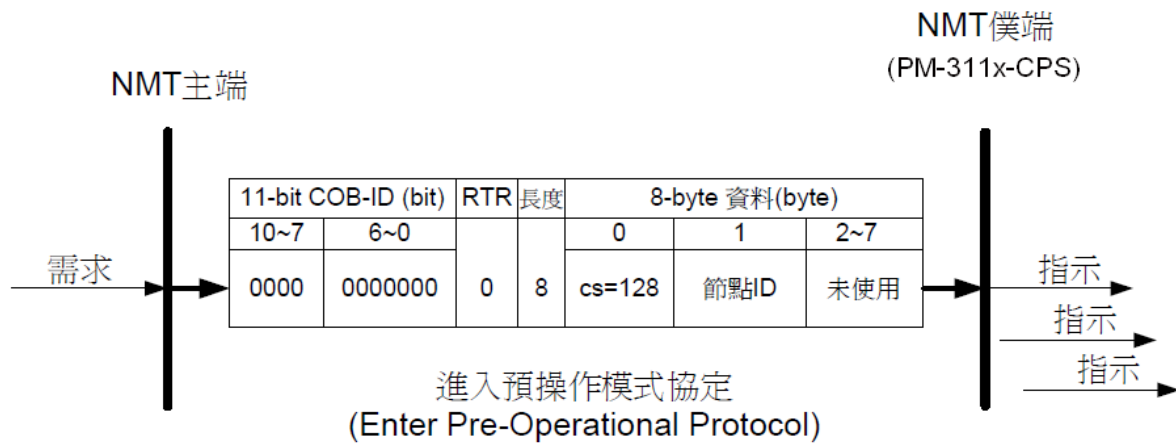 NMT僕端
(PM-311x-CPS)
NMT主端
11-bit COB-ID (bit) RTR 長度 8-byte 資料(byte)
10~7 6~0 0 1 2~7
需求 0000 0000000 0 8 cs=128 節點ID 未使用 指示
指示
指示
進入預操作模式協定
(Enter Pre-Operational Protocol)